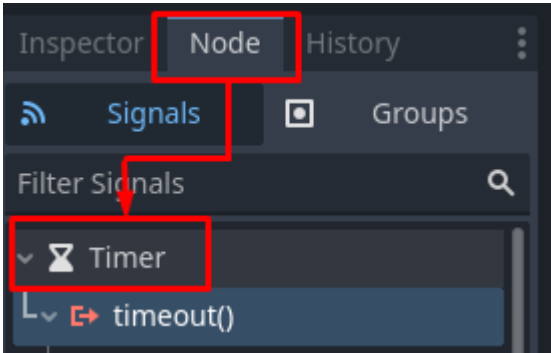 Inspector Node History
Signals Groups
Filter Signals
Timer
timeout()